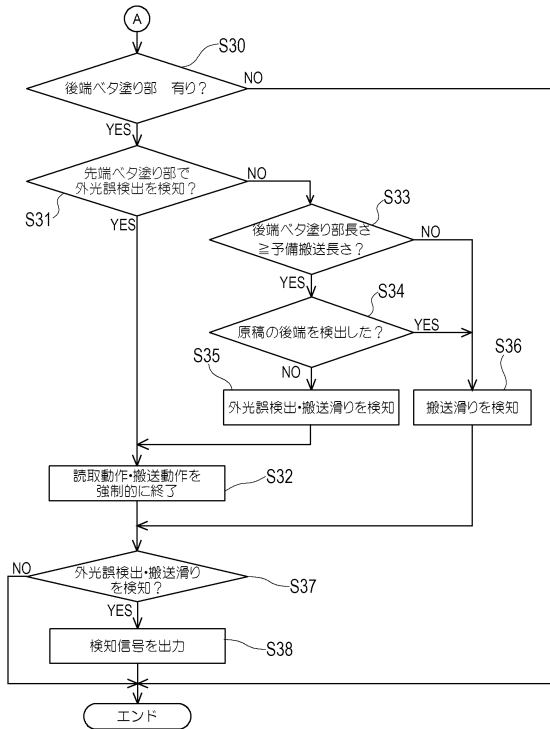 A
S30
後端ベタ塗り部 有り?
NO
YES
先端ベタ塗り部で
外光誤検出を検知?
NO
S31
YES
S33
後端ベタ塗り部長さ
≧予備搬送長さ?
NO
YES
S34
原稿の後端を検出した?
YES
NO
S35
外光誤検出・搬送滑りを検知
S36
搬送滑りを検知
読取動作・搬送動作を
強制的に終了
S32
外光誤検出・搬送滑り
を検知?
NO
S37
YES
検知信号を出力
S38
エンド